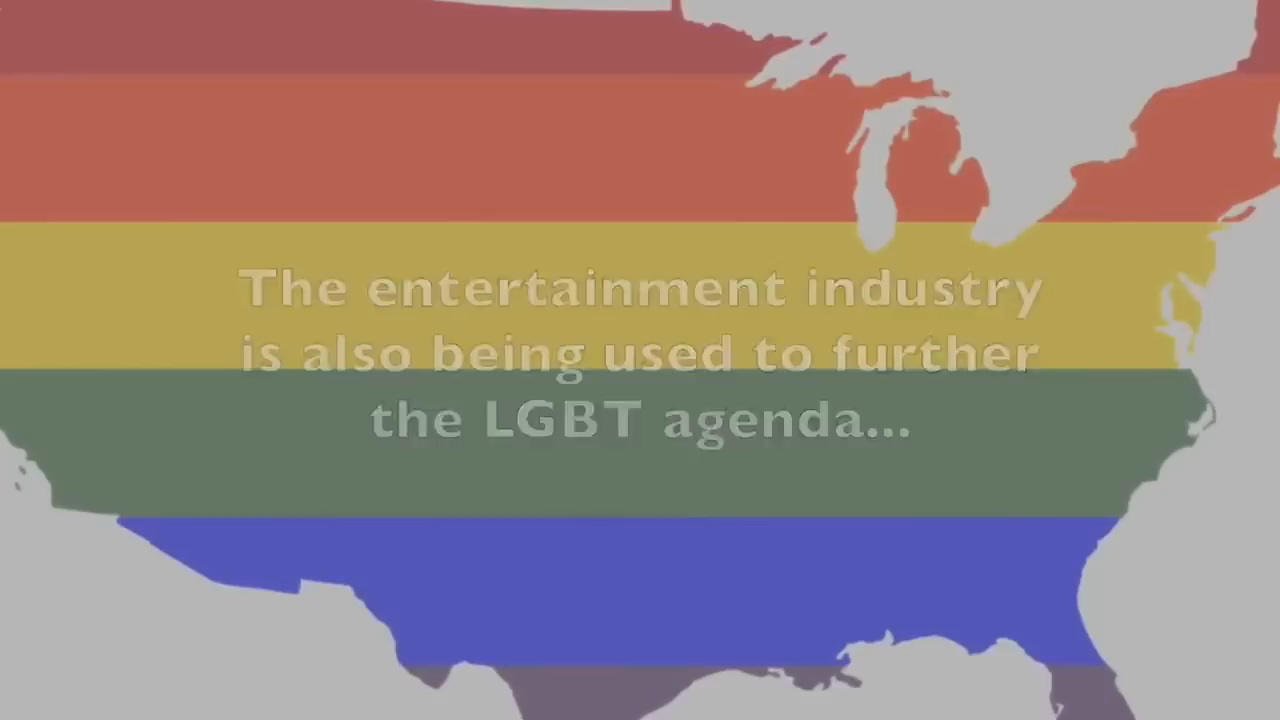 The entertainment industry
is also being used to further
the LGBT agenda...